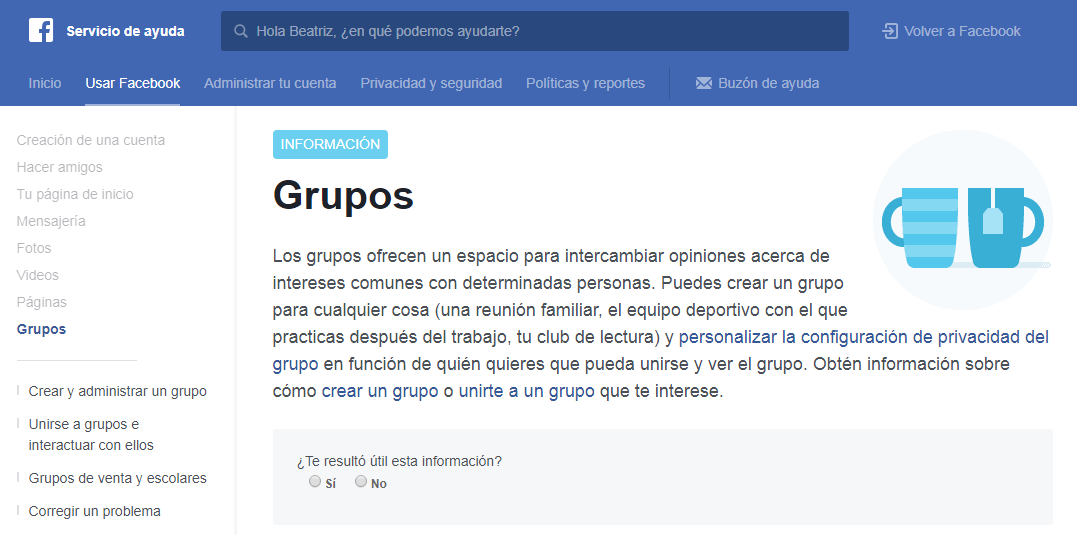 Servicio de ayuda
Hola Beatriz, ¿en qué podemos ayudarte?
Volver a Facebook
Inicio
Usar Facebook
Administrar tu cuenta
Privacidad y seguridad
Políticas y reportes
Buzón de ayuda
Creación de una cuenta
Hacer amigos
Tu página de inicio
Mensajería
Fotos
Videos
Páginas
Grupos
Crear y administrar un grupo
Unirse a grupos e
interactuar con ellos
Grupos de venta y escolares
Corregir un problema
INFORMACIÓN
Grupos
Los grupos ofrecen un espacio para intercambiar opiniones acerca de
intereses comunes con determinadas personas. Puedes crear un grupo
para cualquier cosa (una reunión familiar, el equipo deportivo con el que
practicas después del trabajo, tu club de lectura) y personalizar la configuración de privacidad del
grupo en función de quién quieres que pueda unirse y ver el grupo. Obtén información sobre
cómo crear un grupo o unirte a un grupo que te interese.
¿Te resultó útil esta información?
Sí
No